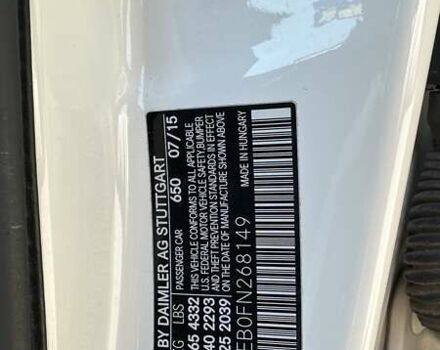 BY DAIMLER AG STUTTGART
PASSENGER CAR 650 07/15
G LBS
65 4332
40 2293
25 2039
THIS VEHICLE CONFORMS TO ALL APPLICABLE
U.S. FEDERAL MOTOR VEHICLE SAFETY, BUMPER
AND THEFT PREVENTION STANDARDS IN EFFECT
ON THE DATE OF MANUFACTURE SHOWN ABOVE
MADE IN HUNGARY
EB0FN268149